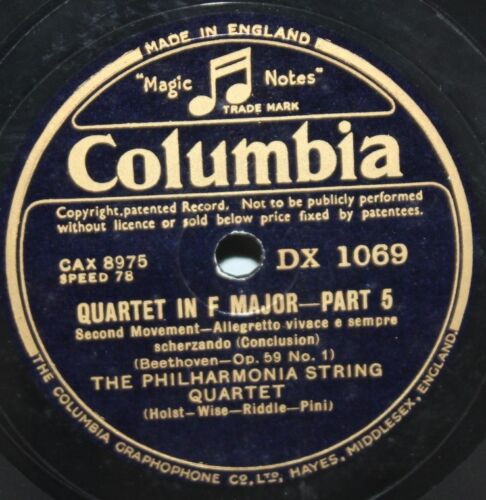 MADE IN ENGLAND
"Magic Notes"
TRADE MARK
Columbia
Copyright, patented Record. Not to be publicly performed
without licence or sold below price fixed by patentees.
CAX 8975
SPEED 78
DX 1069
QUARTET IN F MAJOR—PART 5
Second Movement—Allegretto vivace e sempre
scherzando (Conclusion)
(Beethoven—Op. 59 No. 1)
THE PHILHARMONIA STRING
QUARTET
(Holst—Wise—Riddle—Pini)
THE COLUMBIA GRAPHOPHONE CO., LTD., HAYES, MIDDLESEX, ENGLAND.